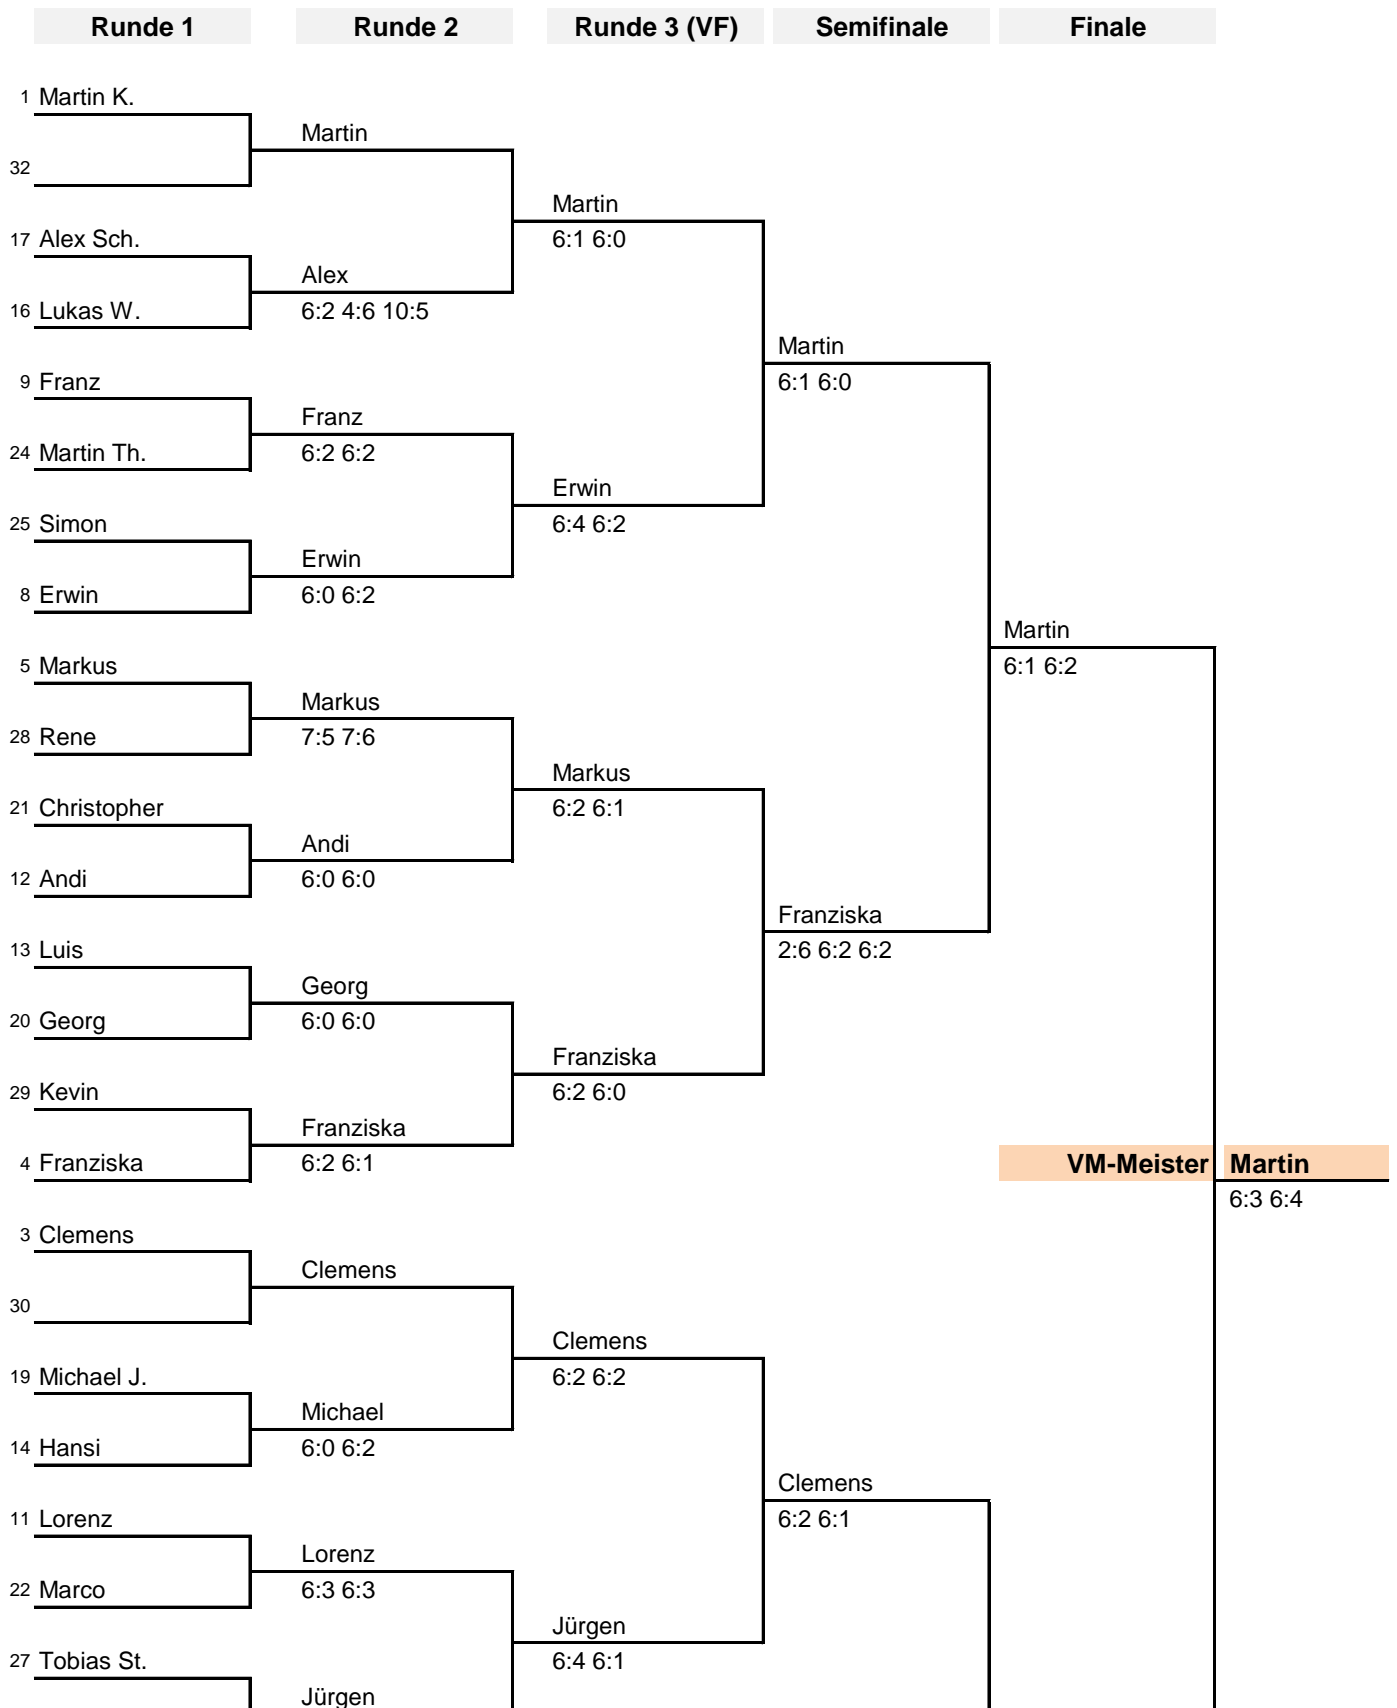 Runde 1 Runde 2 Runde 3 (VF) Semifinale Finale
1 Martin K.
Martin
32
Martin
17 Alex Sch. 6:1 6:0
Alex
16 Lukas W. 6:2 4:6 10:5
Martin
9 Franz 6:1 6:0
Franz
24 Martin Th. 6:2 6:2
Erwin
25 Simon 6:4 6:2
Erwin
8 Erwin 6:0 6:2
Martin
5 Markus 6:1 6:2
Markus
28 Rene 7:5 7:6
Markus
21 Christopher 6:2 6:1
Andi
12 Andi 6:0 6:0
Franziska
13 Luis 2:6 6:2 6:2
Georg
20 Georg 6:0 6:0
Franziska
29 Kevin 6:2 6:0
Franziska
4 Franziska 6:2 6:1 VM-Meister Martin
6:3 6:4
3 Clemens
Clemens
30
Clemens
19 Michael J. 6:2 6:2
Michael
14 Hansi 6:0 6:2
Clemens
11 Lorenz 6:2 6:1
Lorenz
22 Marco 6:3 6:3
Jürgen
27 Tobias St. 6:4 6:1
Jürgen